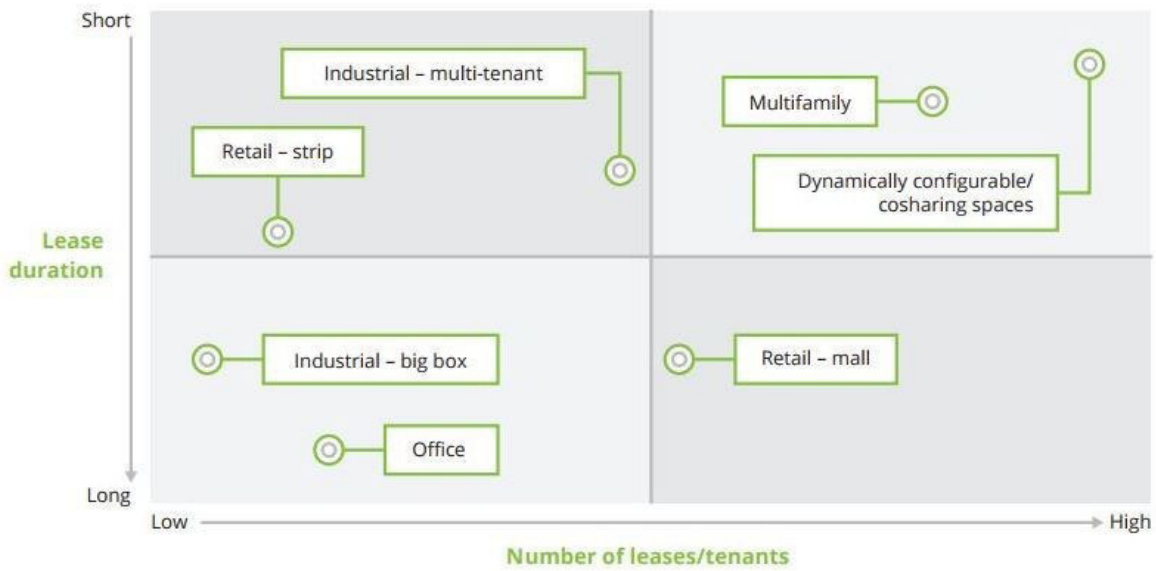 Short
Industrial – multi-tenant
Multifamily
Retail – strip
Dynamically configurable/
cosharing spaces
Lease
duration
Industrial – big box
Retail – mall
Office
Long
Low
High
Number of leases/tenants